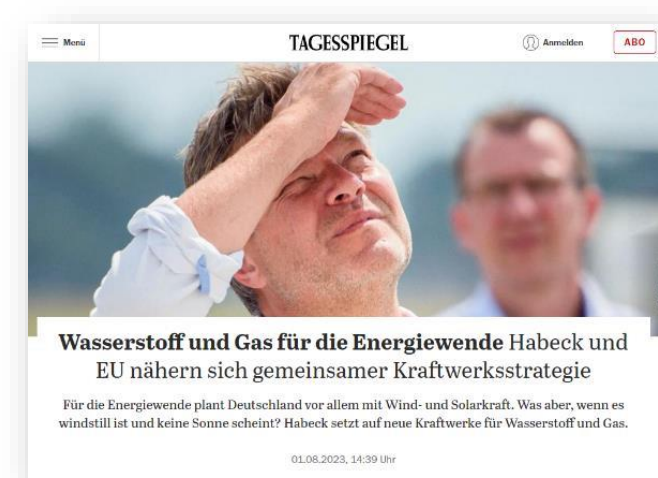 Menü
TAGESSPIEGEL
Anmelden
ABO
Wasserstoff und Gas für die Energiewende Habeck und
EU nähern sich gemeinsamer Kraftwerksstrategie
Für die Energiewende plant Deutschland vor allem mit Wind- und Solarkraft. Was aber, wenn es
windstill ist und keine Sonne scheint? Habeck setzt auf neue Kraftwerke für Wasserstoff und Gas.
01.08.2023, 14:39 Uhr